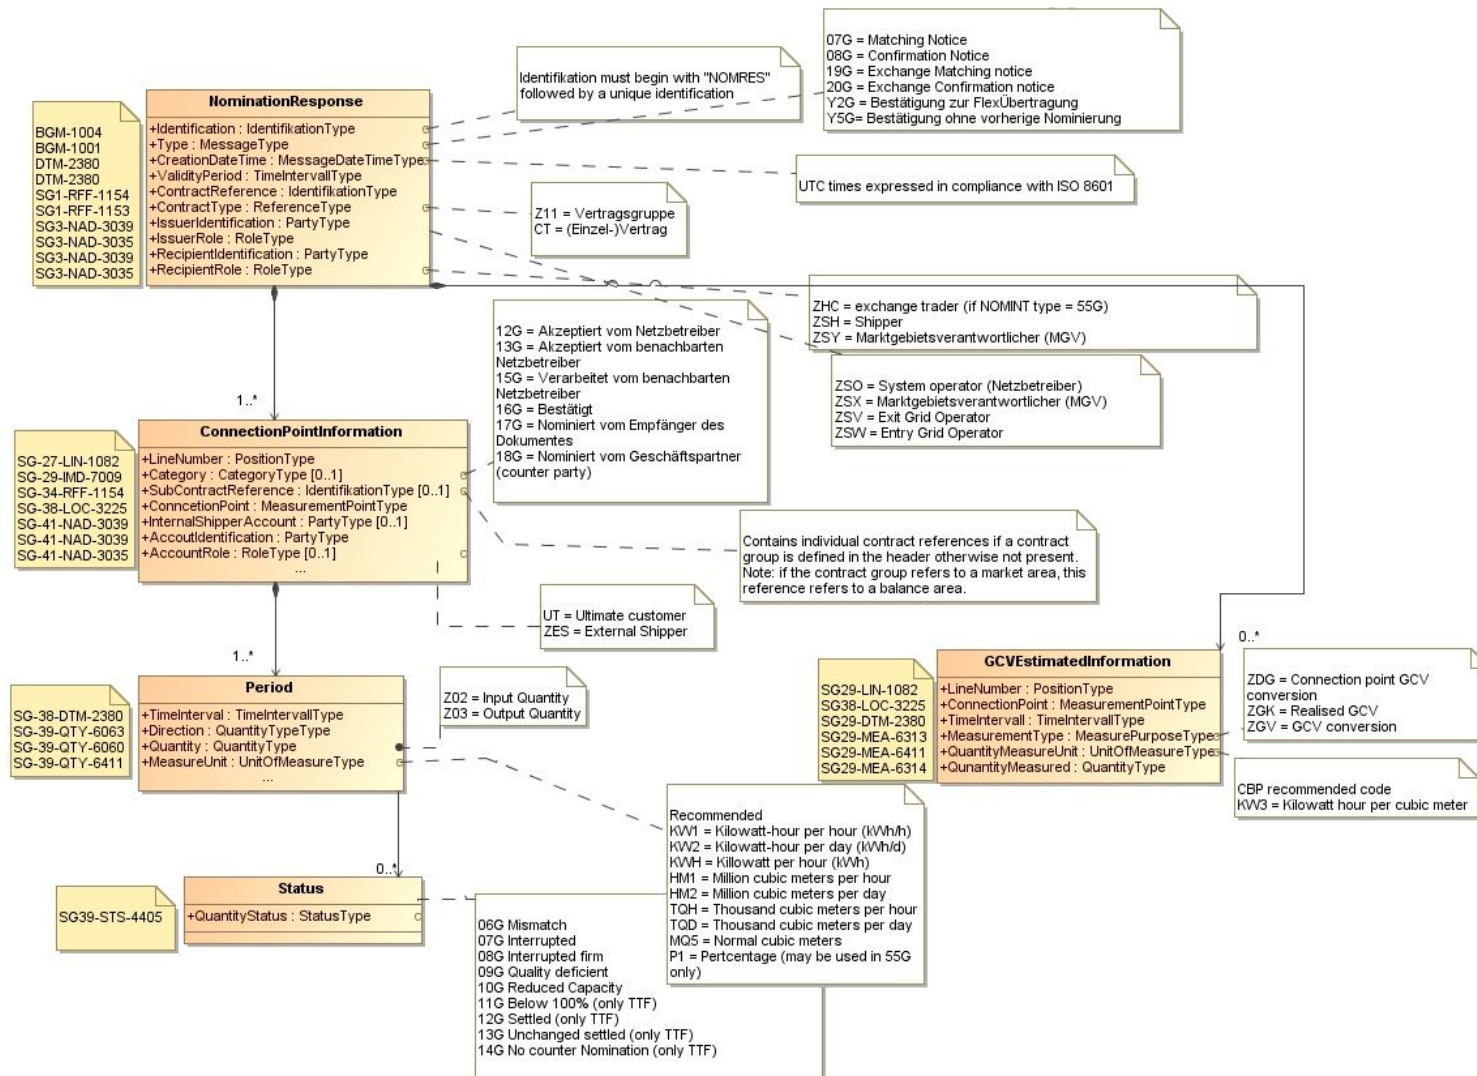 Identifikation must begin with "NOMRES"
followed by a unique identification
07G = Matching Notice
08G = Confirmation Notice
19G = Exchange Matching notice
20G = Exchange Confirmation notice
Y2G = Bestätigung zur FlexÜbertragung
Y5G= Bestätigung ohne vorherige Nominierung
BGM-1004
BGM-1001
DTM-2380
DTM-2380
SG1-RFF-1154
SG1-RFF-1153
SG3-NAD-3039
SG3-NAD-3035
SG3-NAD-3039
SG3-NAD-3035
NominationResponse
+Identification : IdentifikationType
+Type : MessageType
+CreationDateTime : MessageDateTimeType
+ValidityPeriod : TimeIntervallType
+ContractReference : IdentifikationType
+ContractType : ReferenceType
+IssuerIdentification : PartyType
+IssuerRole : RoleType
+RecipientIdentification : PartyType
+RecipientRole : RoleType
UTC times expressed in compliance with ISO 8601
Z11 = Vertragsgruppe
CT = (Einzel-)Vertrag
ZHC = exchange trader (if NOMINT type = 55G)
ZSH = Shipper
ZSY = Marktgebietsverantwortlicher (MGV)
12G = Akzeptiert vom Netzbetreiber
13G = Akzeptiert vom benachbarten
Netzbetreiber
15G = Verarbeitet vom benachbarten
Netzbetreiber
16G = Bestätigt
17G = Nominiert vom Empfänger des
Dokumentes
18G = Nominiert vom Geschäftspartner
(counter party)
ZSO = System operator (Netzbetreiber)
ZSX = Marktgebietsverantwortlicher (MGV)
ZSV = Exit Grid Operator
ZSW = Entry Grid Operator
1..*
SG-27-LIN-1082
SG-29-IMD-7009
SG-34-RFF-1154
SG-38-LOC-3225
SG-41-NAD-3039
SG-41-NAD-3039
SG-41-NAD-3035
ConnectionPointInformation
+LineNumber : PositionType
+Category : CategoryType [0..1]
+SubContractReference : IdentifikationType [0..1]
+ConncetionPoint : MeasurementPointType
+InternalShipperAccount : PartyType [0..1]
+AccoutIdentification : PartyType
+AccountRole : RoleType [0..1]
...
Contains individual contract references if a contract
group is defined in the header otherwise not present.
Note: if the contract group refers to a market area, this
reference refers to a balance area.
UT = Ultimate customer
ZES = External Shipper
1..*
0..*
SG-38-DTM-2380
SG-39-QTY-6063
SG-39-QTY-6060
SG-39-QTY-6411
Period
+TimeInterval : TimeIntervallType
+Direction : QuantityTypeType
+Quantity : QuantityType
+MeasureUnit : UnitOfMeasureType
...
Z02 = Input Quantity
Z03 = Output Quantity
SG29-LIN-1082
SG38-LOC-3225
SG29-DTM-2380
SG29-MEA-6313
SG29-MEA-6411
SG29-MEA-6314
GCVEstimatedInformation
+LineNumber : PositionType
+ConnectionPoint : MeasurementPointType
+TimeIntervall : TimeIntervallType
+MeasurementType : MeasurePurposeType
+QuantityMeasureUnit : UnitOfMeasureType
+QunantityMeasured : QuantityType
ZDG = Connection point GCV
conversion
ZGK = Realised GCV
ZGV = GCV conversion
CBP recommended code
KW3 = Kilowatt hour per cubic meter
Recommended
KW1 = Kilowatt-hour per hour (kWh/h)
KW2 = Kilowatt-hour per day (kWh/d)
KWH = Killowatt per hour (kWh)
HM1 = Million cubic meters per hour
HM2 = Million cubic meters per day
TQH = Thousand cubic meters per hour
TQD = Thousand cubic meters per day
MQ5 = Normal cubic meters
P1 = Pertcentage (may be used in 55G
only)
0..*
SG39-STS-4405
Status
+QuantityStatus : StatusType
06G Mismatch
07G Interrupted
08G Interrupted firm
09G Quality deficient
10G Reduced Capacity
11G Below 100% (only TTF)
12G Settled (only TTF)
13G Unchanged settled (only TTF)
14G No counter Nomination (only TTF)